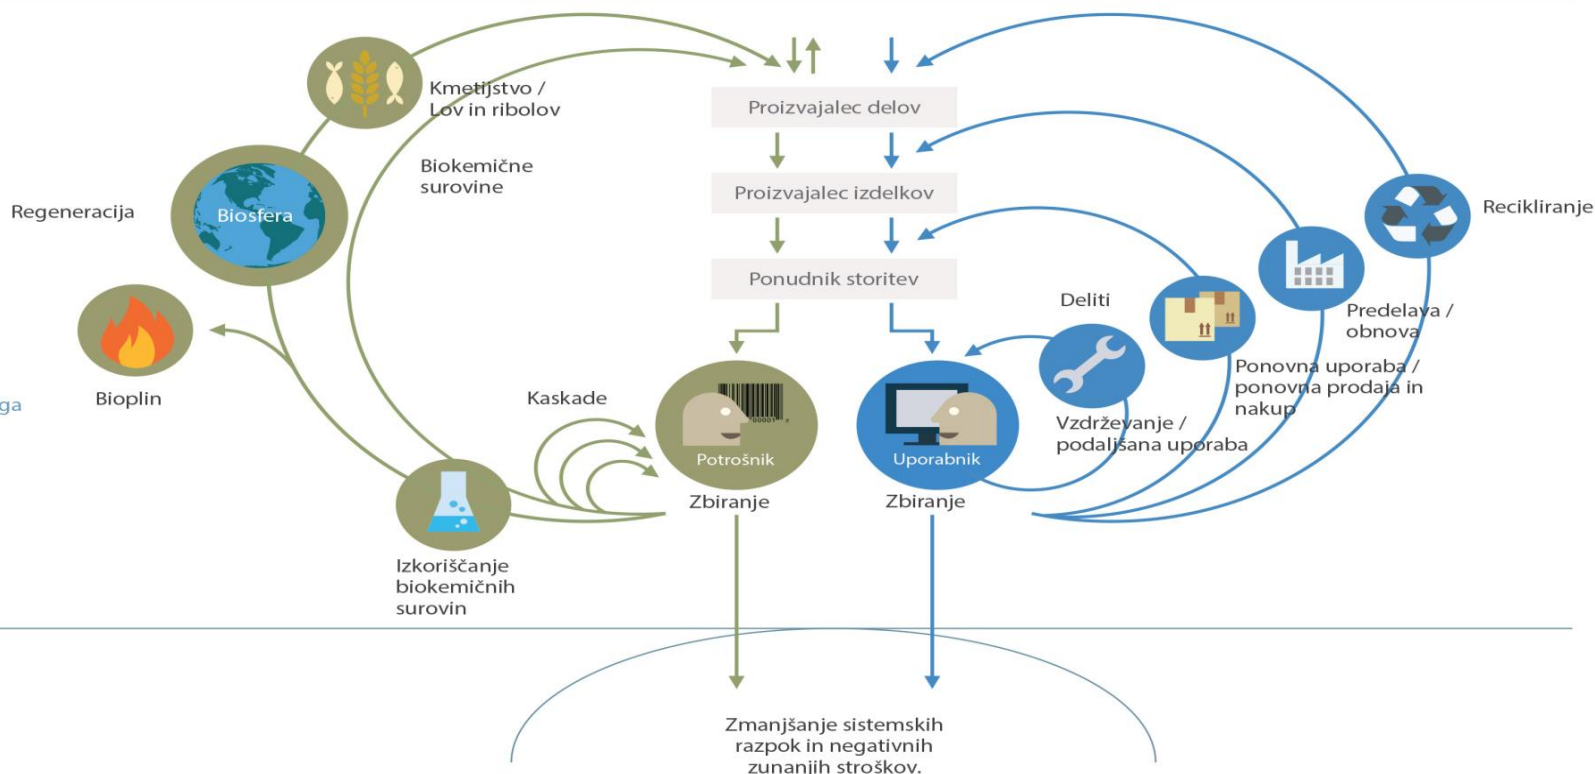 Kmetijstvo /
Lov in ribolov
Biokemične
surovine
Regeneracija
Biosfera
Bioplin
ga
Kaskade
Izkoriščanje
biokemičnih
surovin
Proizvajalec delov
Proizvajalec izdelkov
Ponudnik storitev
Potrošnik
Zbiranje
Uporabnik
Zbiranje
Deliti
Vzdrževanje /
podaljšana uporaba
Ponovna uporaba /
ponovna prodaja in
nakup
Predelava /
obnova
Recikliranje
Zmanjšanje sistemskih
razpok in negativnih
zunanjih stroškov.